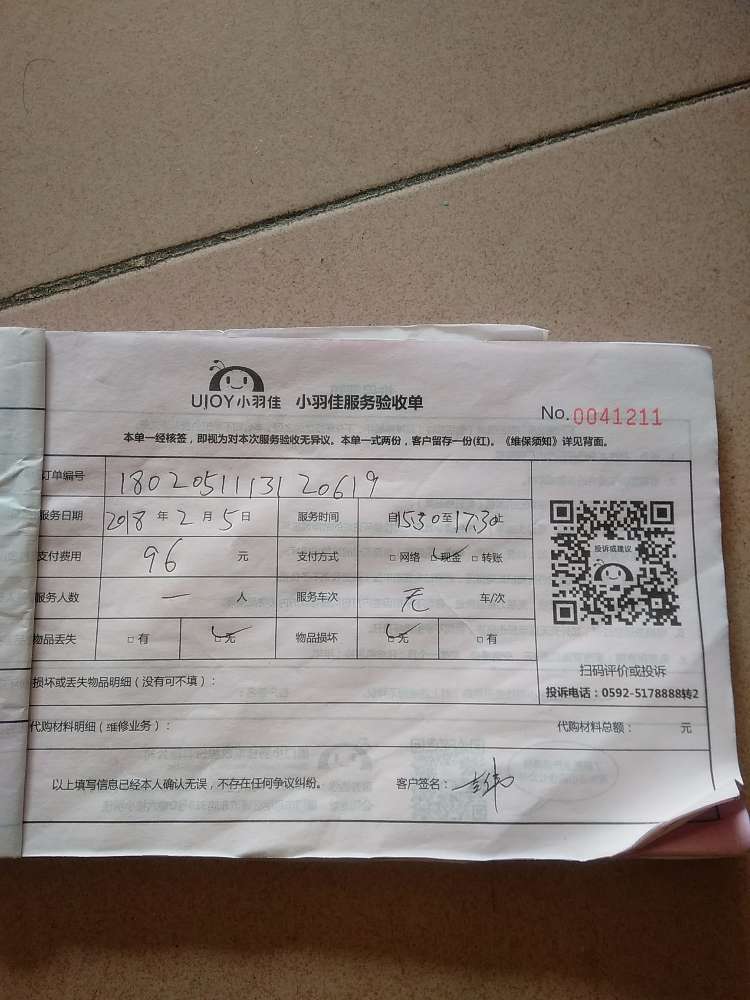 UJOY小羽佳 小羽佳服务验收单
No. 0041211
本单一经核签，即视为对本次服务验收无异议。本单一式两份，客户留存一份(红)。《维保须知》详见背面。
订单编号 1802051113120619
服务日期 2018 年 2 月 5 日 服务时间 自15:30至17:30止
支付费用 96 元 支付方式 □ 网络 □ 现金 □ 转账
服务人数 一 人 服务车次 无 车/次
物品丢失 □ 有 □ 无 物品损坏 □ 无 □ 有
投诉或建议
扫码评价或投诉
投诉电话：0592-5178888转2
损坏或丢失物品明细（没有可不填）：
代购材料明细（维修业务）： 代购材料总额： 元
以上填写信息已经本人确认无误，不存在任何争议纠纷。 客户签名：